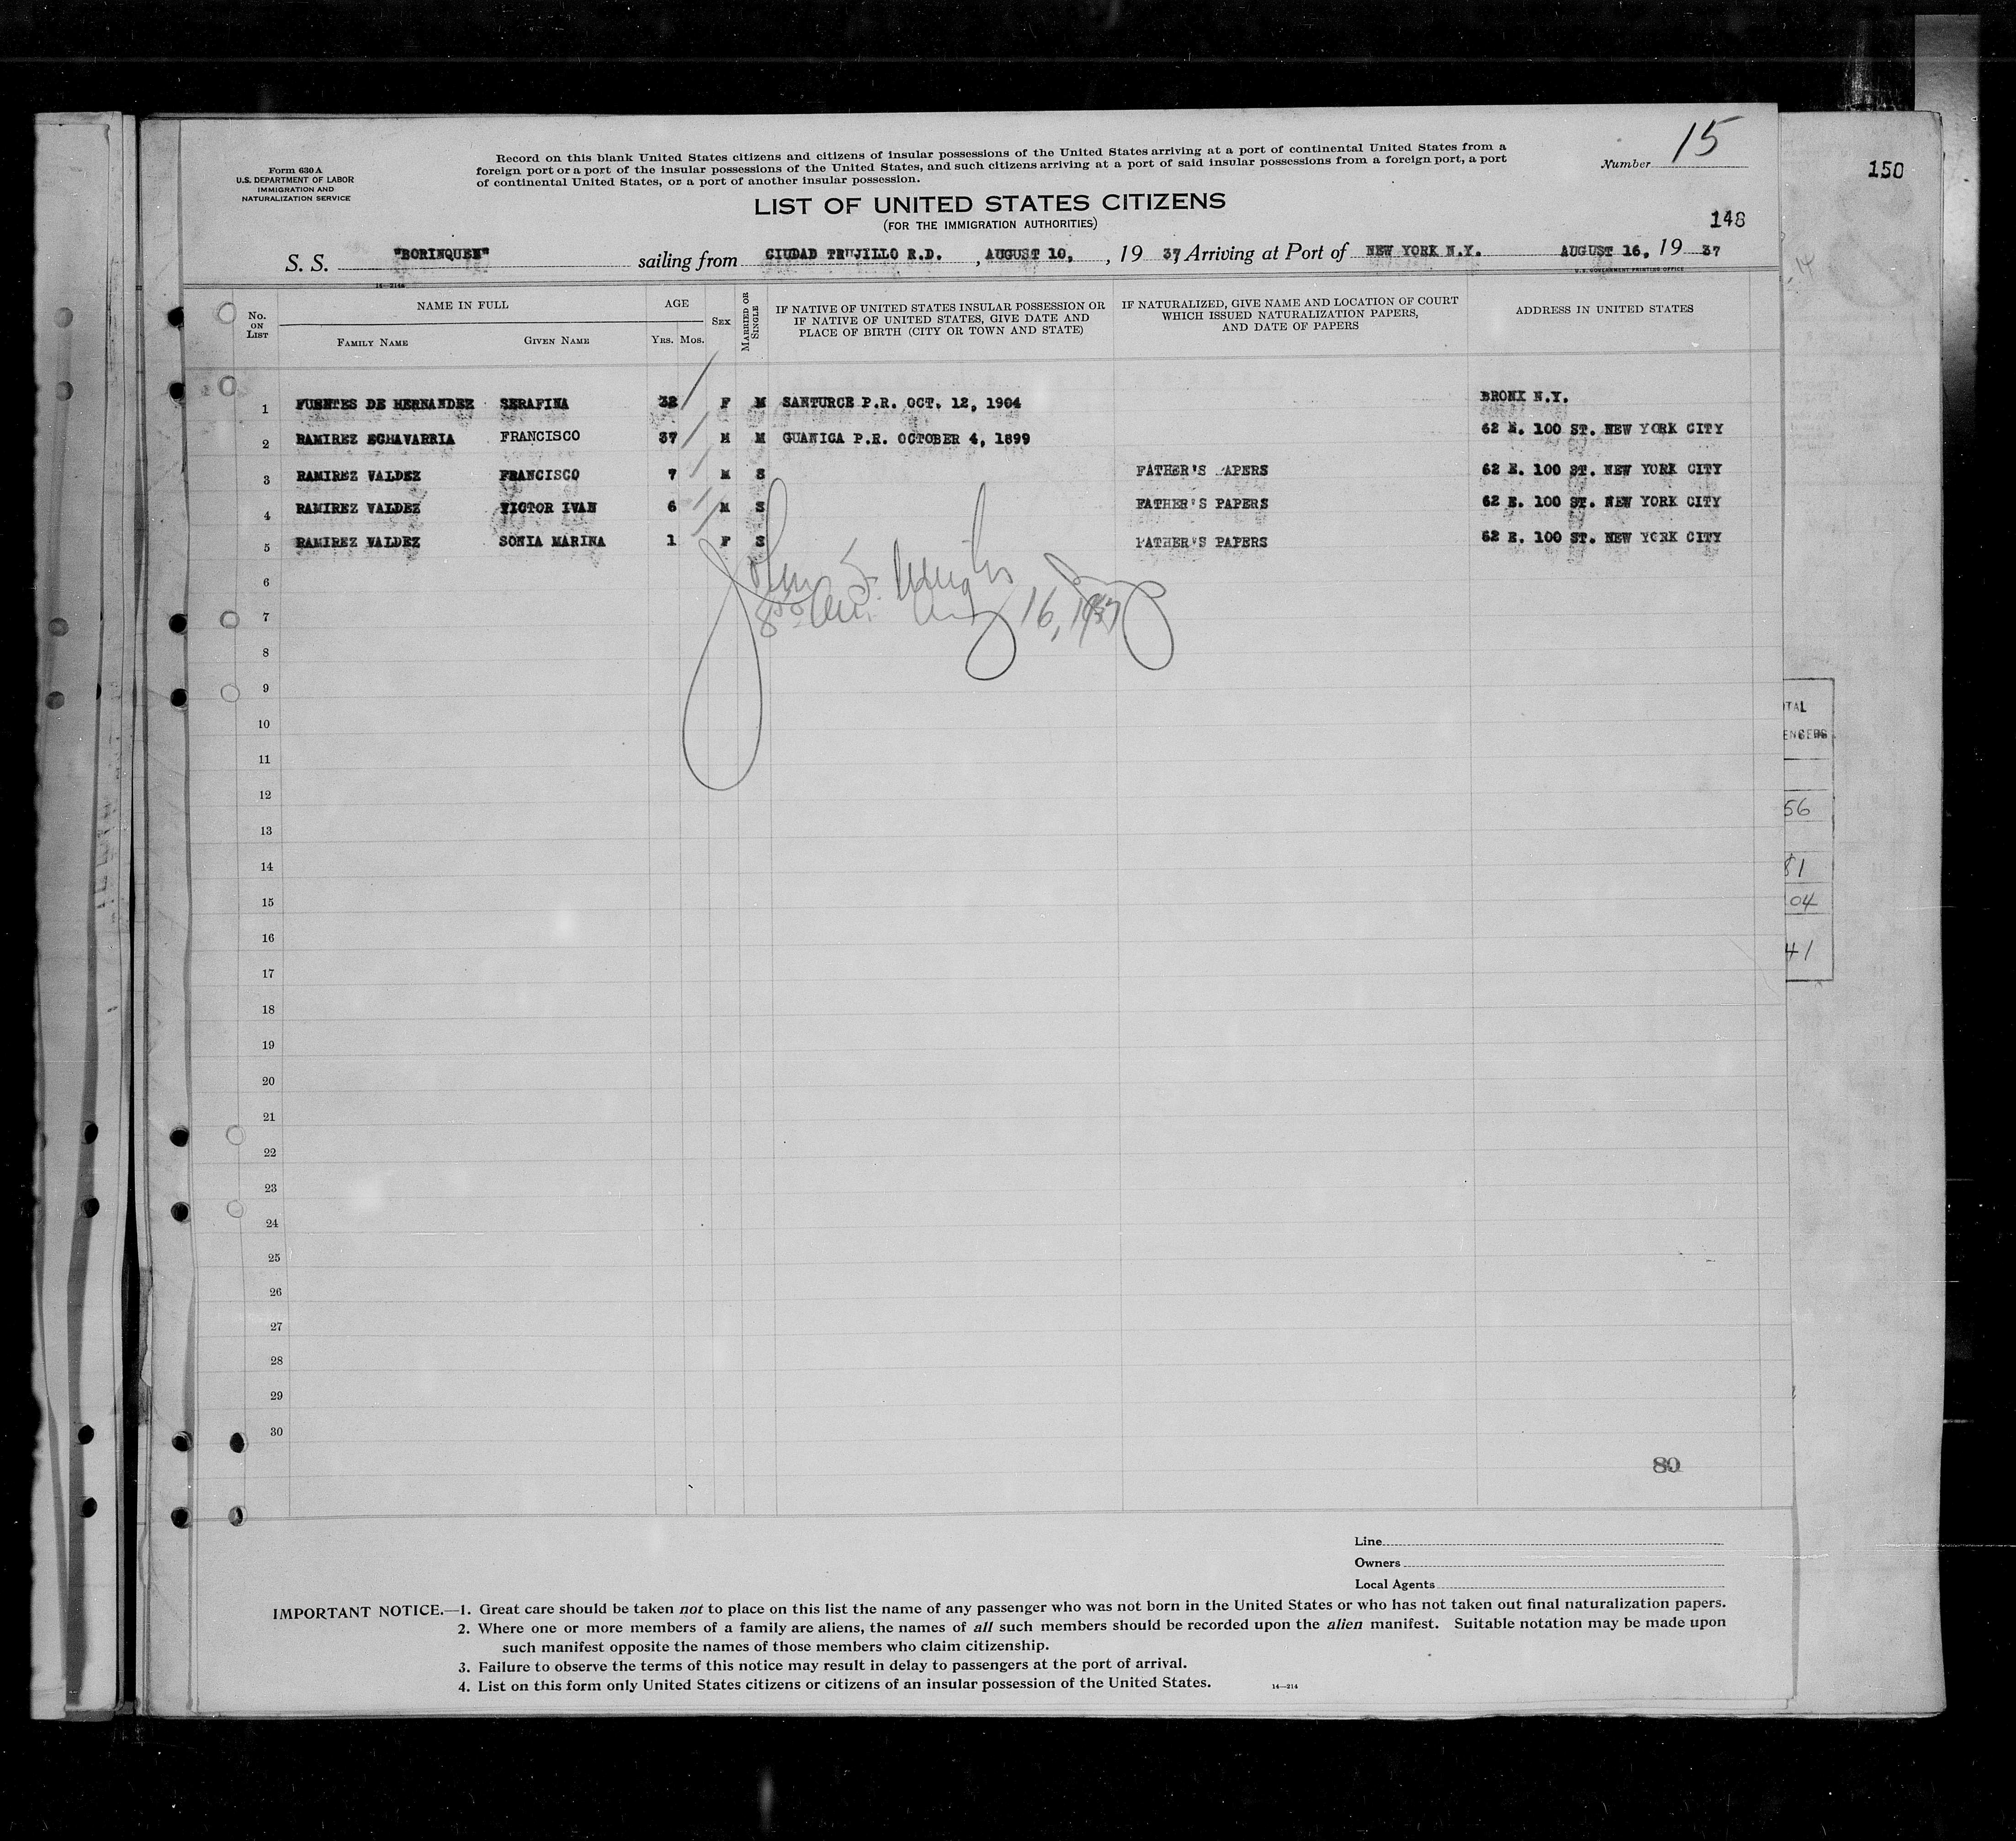 15
Number
150
Form 630 A
U.S. DEPARTMENT OF LABOR
IMMIGRATION AND
NATURALIZATION SERVICE
Record on this blank United States citizens and citizens of insular possessions of the United States arriving at a port of continental United States from a
foreign port or a port of the insular possessions of the United States, and such citizens arriving at a port of said insular possessions from a foreign port, a port
of continental United States, or a port of another insular possession.
LIST OF UNITED STATES CITIZENS
(FOR THE IMMIGRATION AUTHORITIES)
148
S. S. "BORINQUEN" sailing from CIUDAD TRUJILLO R.D. , AUGUST 10, , 19 37 Arriving at Port of NEW YORK N.Y. AUGUST 16, 19 37
U.S. GOVERNMENT PRINTING OFFICE
No. ON LIST
NAME IN FULL
FAMILY NAME GIVEN NAME
AGE
YRS. MOS.
SEX
MARRIED OR SINGLE
IF NATIVE OF UNITED STATES INSULAR POSSESSION OR
IF NATIVE OF UNITED STATES, GIVE DATE AND
PLACE OF BIRTH (CITY OR TOWN AND STATE)
IF NATURALIZED, GIVE NAME AND LOCATION OF COURT
WHICH ISSUED NATURALIZATION PAPERS,
AND DATE OF PAPERS
ADDRESS IN UNITED STATES
1 FUENTES DE HERNANDEZ SERAFINA 32 F M SANTURCE P.R. OCT. 12, 1904 BRONX N.Y.
2 RAMIREZ ECHAVARRIA FRANCISCO 37 M M GUANICA P.R. OCTOBER 4, 1899 62 E. 100 ST. NEW YORK CITY
3 RAMIREZ VALDEZ FRANCISCO 7 M S FATHER'S APERS 62 E. 100 ST. NEW YORK CITY
4 RAMIREZ VALDEZ VICTOR IVAN 6 M S FATHER'S PAPERS 62 E. 100 ST. NEW YORK CITY
5 RAMIREZ VALDEZ SONIA MARINA 1 F S FATHER'S PAPERS 62 E. 100 ST. NEW YORK CITY
6
16, 1937
7
8
9
10
11
12
13
14
15
16
17
18
19
20
21
22
23
24
25
26
27
28
29
30
56
81
04
41
80
Line
Owners
Local Agents
IMPORTANT NOTICE.—1. Great care should be taken not to place on this list the name of any passenger who was not born in the United States or who has not taken out final naturalization papers.
2. Where one or more members of a family are aliens, the names of all such members should be recorded upon the alien manifest. Suitable notation may be made upon
such manifest opposite the names of those members who claim citizenship.
3. Failure to observe the terms of this notice may result in delay to passengers at the port of arrival.
4. List on this form only United States citizens or citizens of an insular possession of the United States.
14—214